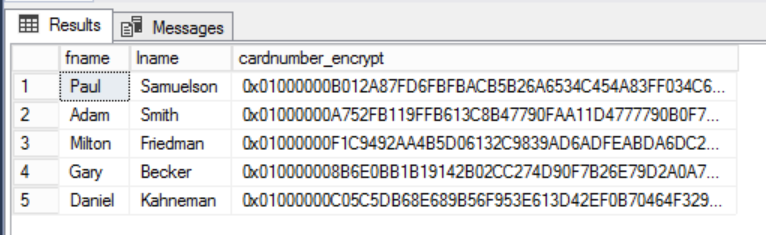 Results Messages
fname lname cardnumber_encrypt
1 Paul Samuelson 0x01000000B012A87FD6FBFBACB5B26A6534C454A83FF034C6...
2 Adam Smith 0x01000000A752FB119FFB613C8B47790FAA11D4777790B0F7...
3 Milton Friedman 0x01000000F1C9492AA4B5D06132C9839AD6ADFEABDA6DC2...
4 Gary Becker 0x010000008B6E0BB1B19142B02CC274D90F7B26E79D2A0A7...
5 Daniel Kahneman 0x01000000C05C5DB68E689B56F953E613D42EF0B70464F329...